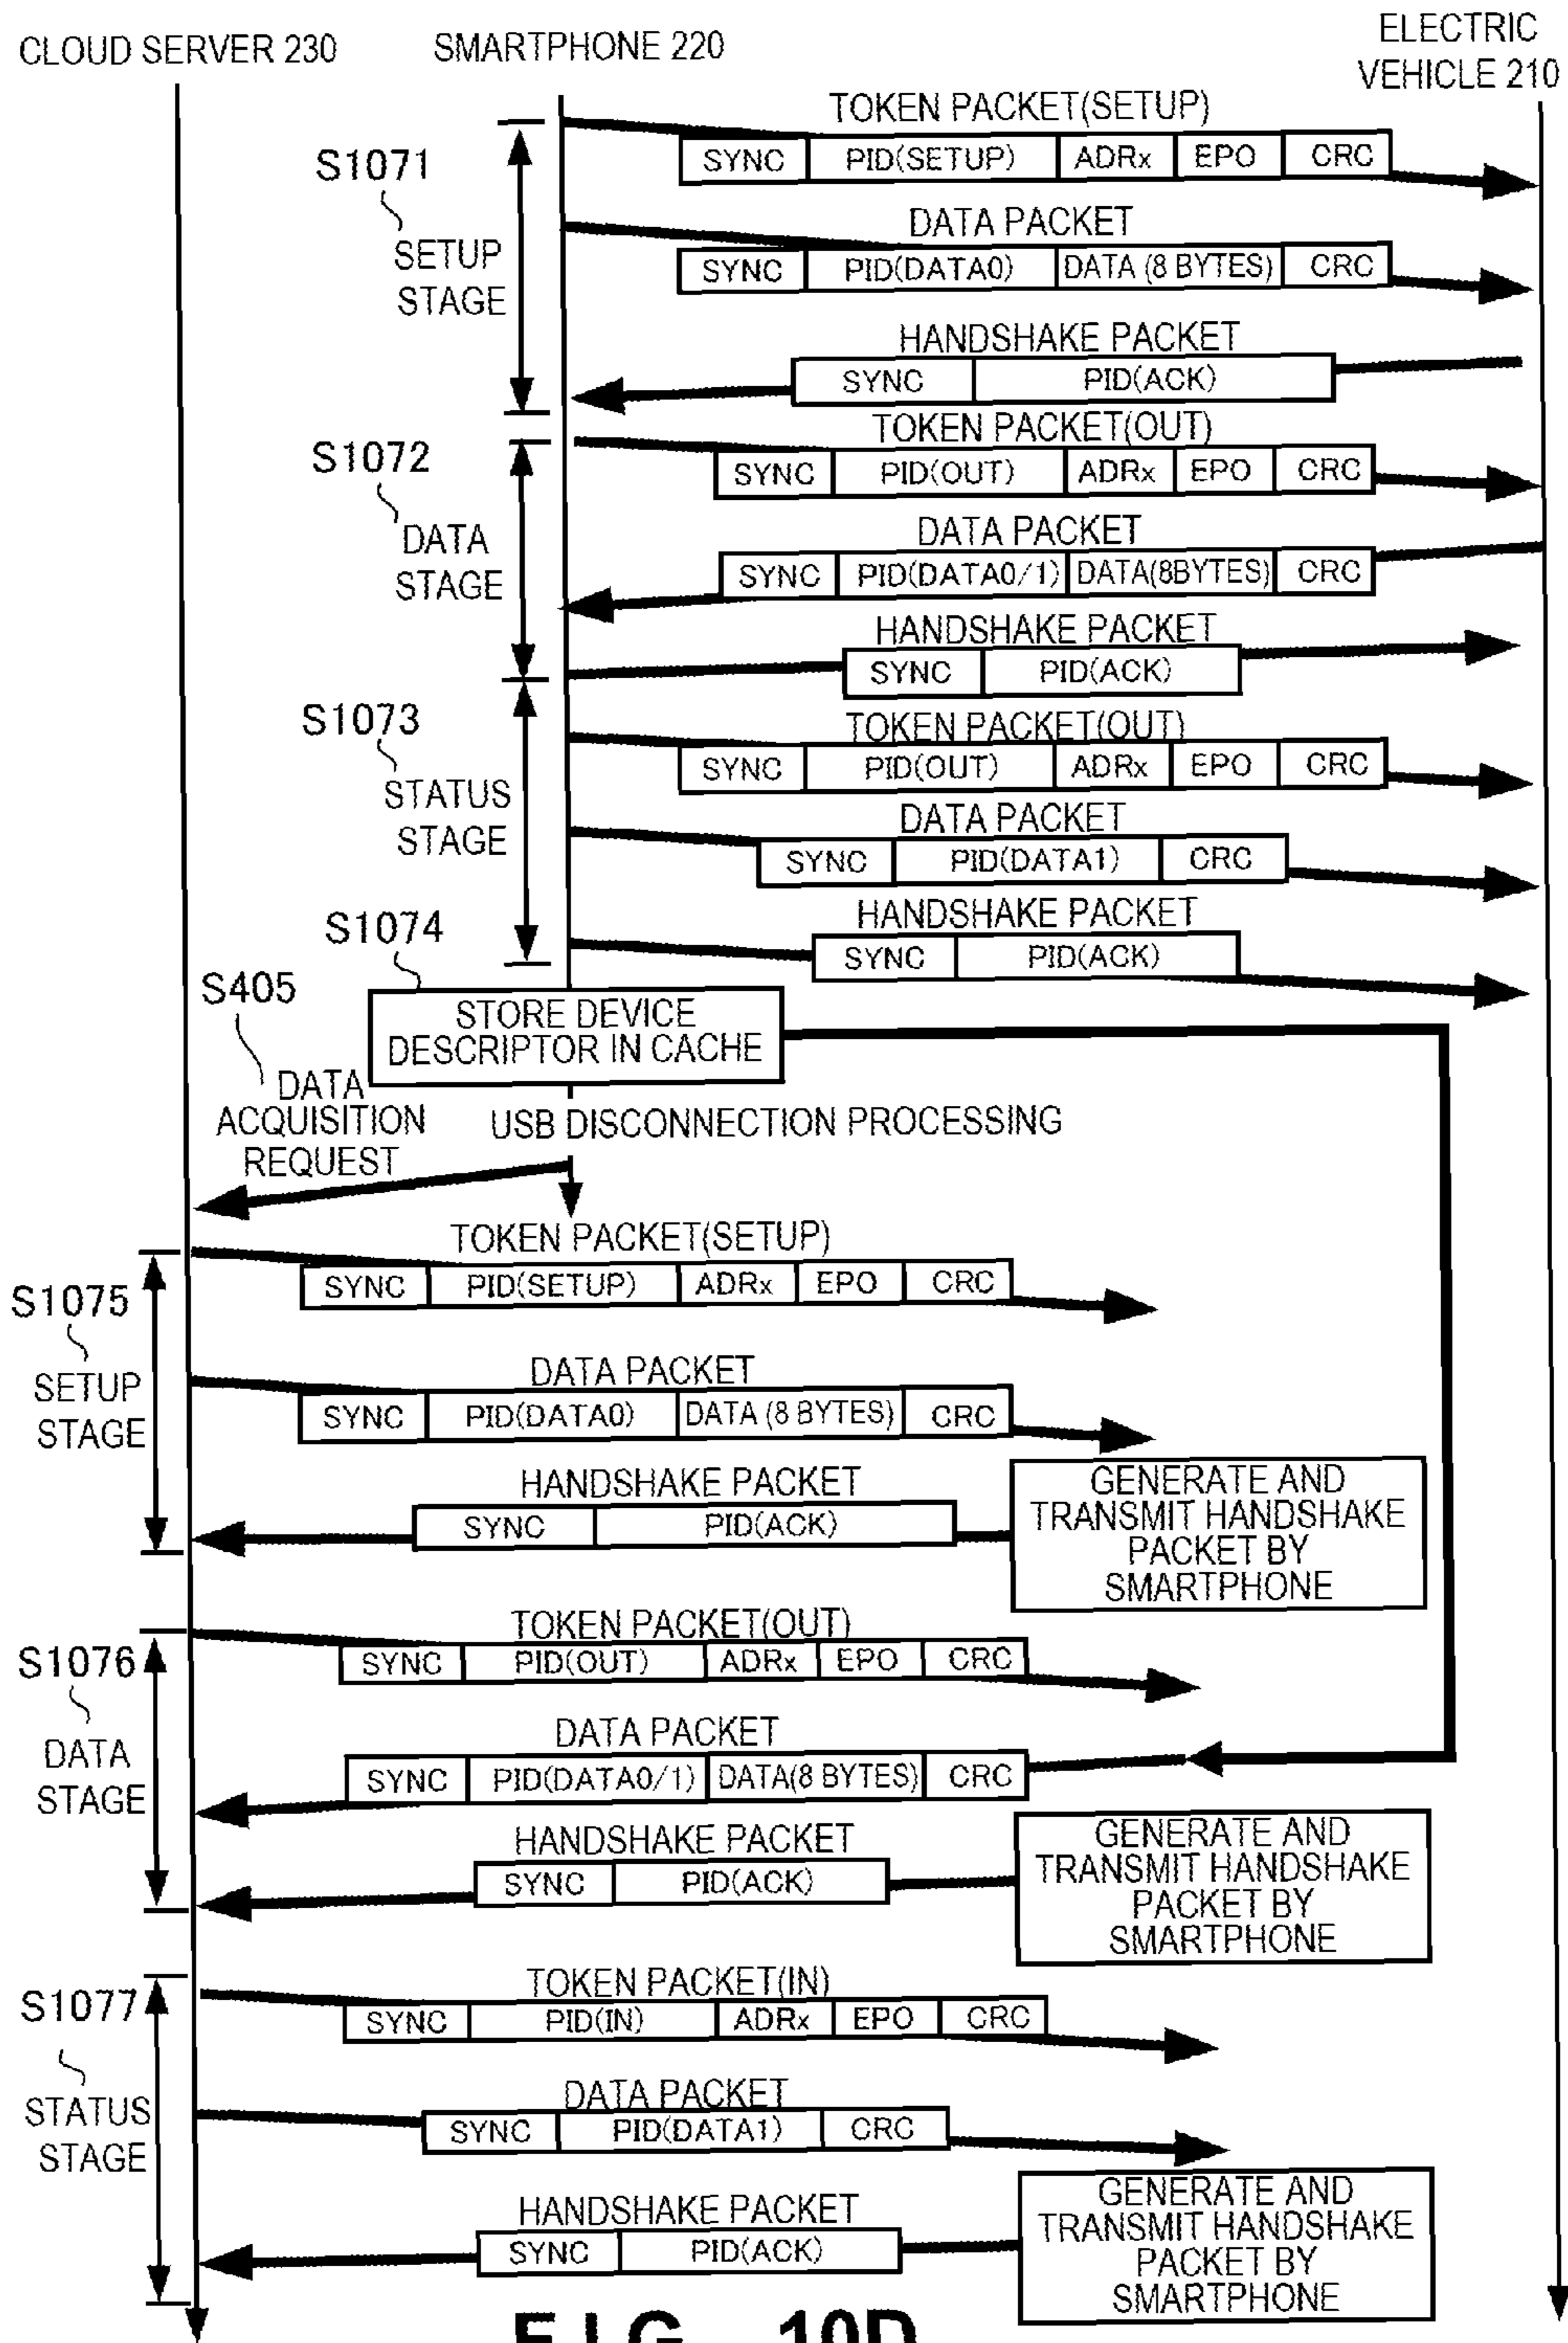 CLOUD SERVER 230
SMARTPHONE 220
ELECTRIC
VEHICLE 210
TOKEN PACKET(SETUP)
SYNC PID(SETUP) ADRx EPO CRC
S1071
SETUP
STAGE
DATA PACKET
SYNC PID(DATA0) DATA (8 BYTES) CRC
HANDSHAKE PACKET
SYNC PID(ACK)
TOKEN PACKET(OUT)
SYNC PID(OUT) ADRx EPO CRC
S1072
DATA
STAGE
DATA PACKET
SYNC PID(DATA0/1) DATA(8BYTES) CRC
HANDSHAKE PACKET
SYNC PID(ACK)
S1073
STATUS
STAGE
TOKEN PACKET(OUT)
SYNC PID(OUT) ADRx EPO CRC
DATA PACKET
SYNC PID(DATA1) CRC
HANDSHAKE PACKET
SYNC PID(ACK)
S1074
STORE DEVICE
DESCRIPTOR IN CACHE
S405
DATA
ACQUISITION
REQUEST
USB DISCONNECTION PROCESSING
TOKEN PACKET(SETUP)
SYNC PID(SETUP) ADRx EPO CRC
S1075
SETUP
STAGE
DATA PACKET
SYNC PID(DATA0) DATA (8 BYTES) CRC
HANDSHAKE PACKET
SYNC PID(ACK)
GENERATE AND
TRANSMIT HANDSHAKE
PACKET BY
SMARTPHONE
TOKEN PACKET(OUT)
SYNC PID(OUT) ADRx EPO CRC
S1076
DATA
STAGE
DATA PACKET
SYNC PID(DATA0/1) DATA(8 BYTES) CRC
HANDSHAKE PACKET
SYNC PID(ACK)
GENERATE AND
TRANSMIT HANDSHAKE
PACKET BY
SMARTPHONE
TOKEN PACKET(IN)
SYNC PID(IN) ADRx EPO CRC
S1077
STATUS
STAGE
DATA PACKET
SYNC PID(DATA1) CRC
HANDSHAKE PACKET
SYNC PID(ACK)
GENERATE AND
TRANSMIT HANDSHAKE
PACKET BY
SMARTPHONE
FIG. 10D